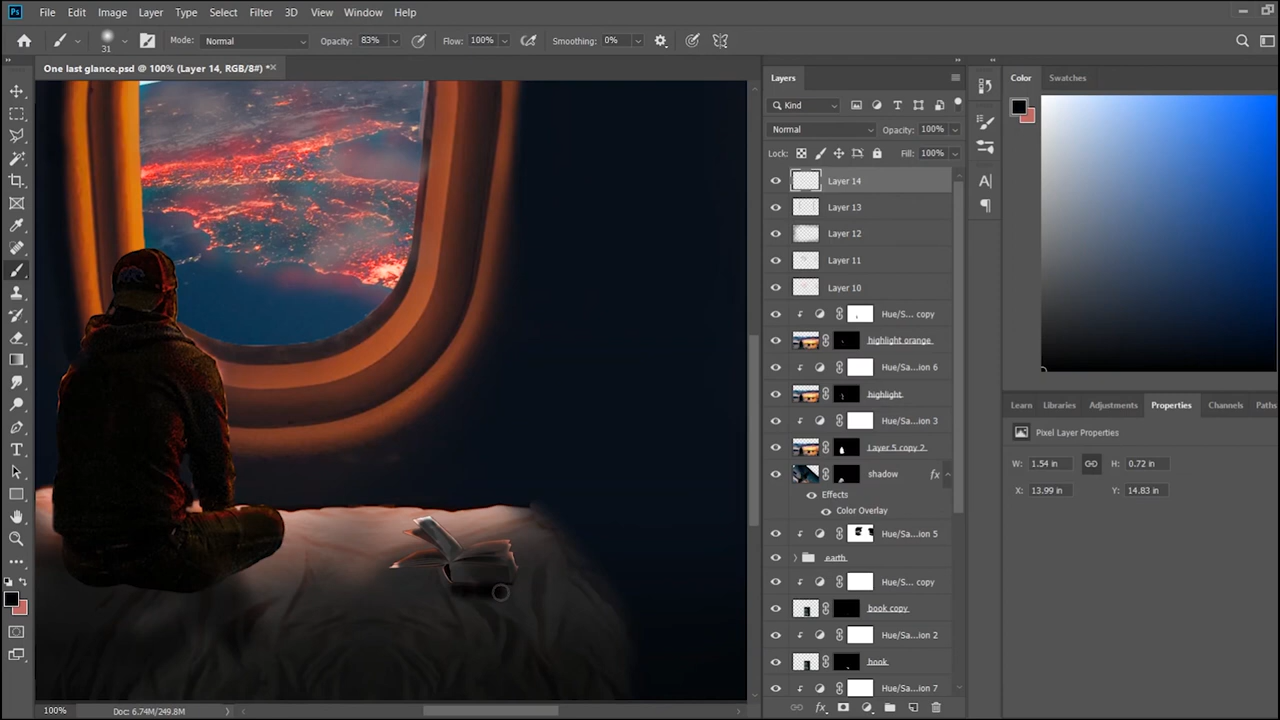 Ps File Edit Image Layer Type Select Filter 3D View Window Help
31 Mode: Normal Opacity: 83% Flow: 100% Smoothing: 0%
One last glance.psd @ 100% (Layer 14, RGB/8#) *
Layers
Kind
Normal Opacity: 100%
Lock: Fill: 100%
Layer 14
Layer 13
Layer 12
Layer 11
Layer 10
Hue/S... copy
highlight orange
Hue/Sa...ion 6
highlight
Hue/Sa...ion 3
Layer 5 copy 2
shadow fx
Effects
Color Overlay
Hue/Sa...ion 5
earth
Hue/S... copy
book copy
Hue/Sa...ion 2
book
Hue/Sa...ion 7
fx
Color Swatches
Learn Libraries Adjustments Properties Channels Paths
Pixel Layer Properties
W: 1.54 in H: 0.72 in
X: 13.99 in Y: 14.83 in
100% Doc: 6.74M/249.8M